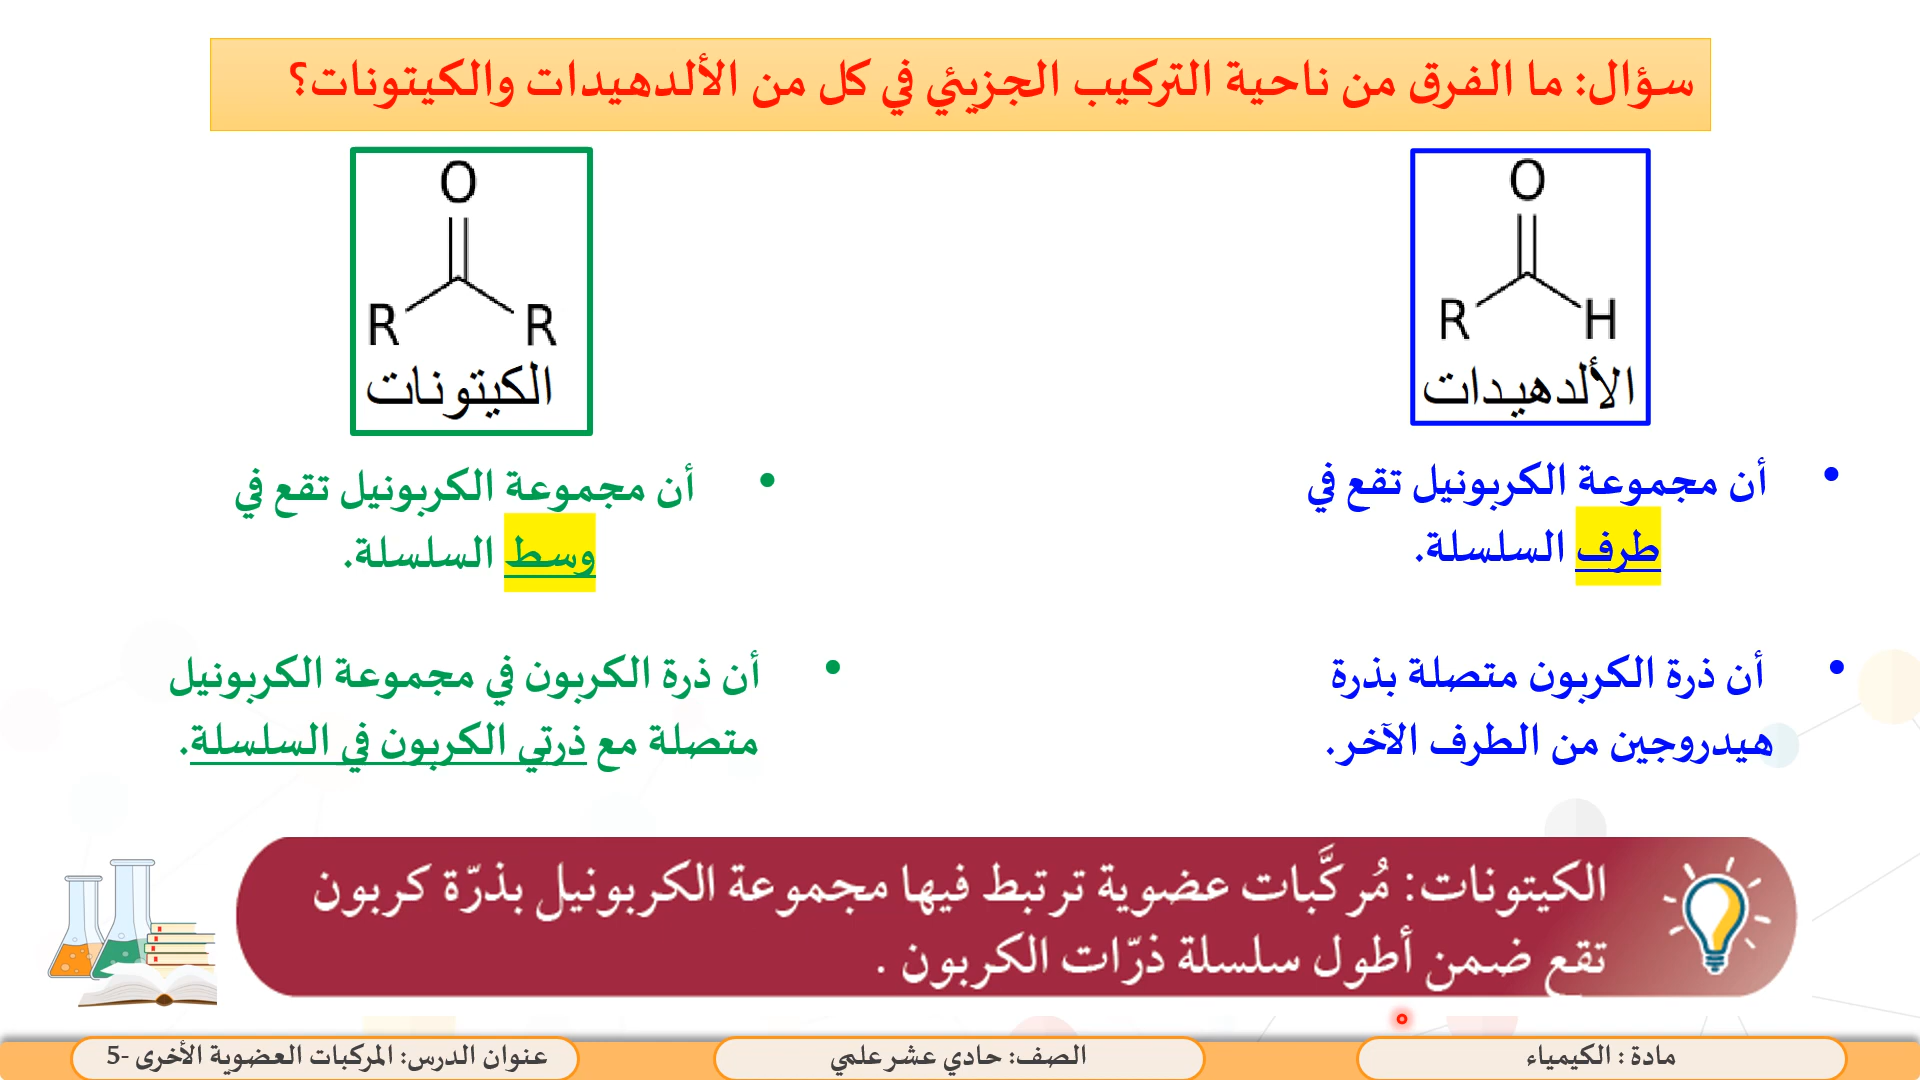 سؤال: ما الفرق من ناحية التركيب الجزيئي في كل من الألدهيدات والكيتونات؟
O
R H
الألدهيدات
أن مجموعة الكربونيل تقع في
طرف السلسلة.
أن ذرة الكربون متصلة بذرة
هيدروجين من الطرف الآخر.
O
R R
الكيتونات
أن مجموعة الكربونيل تقع في
وسط السلسلة.
أن ذرة الكربون في مجموعة الكربونيل
متصلة مع ذرتي الكربون في السلسلة.
الكيتونات: مُركَّبات عضوية ترتبط فيها مجموعة الكربونيل بذرّة كربون
تقع ضمن أطول سلسلة ذرّات الكربون .
مادة : الكيمياء
الصف: حادي عشر علمي
عنوان الدرس: المركبات العضوية الأخرى -5